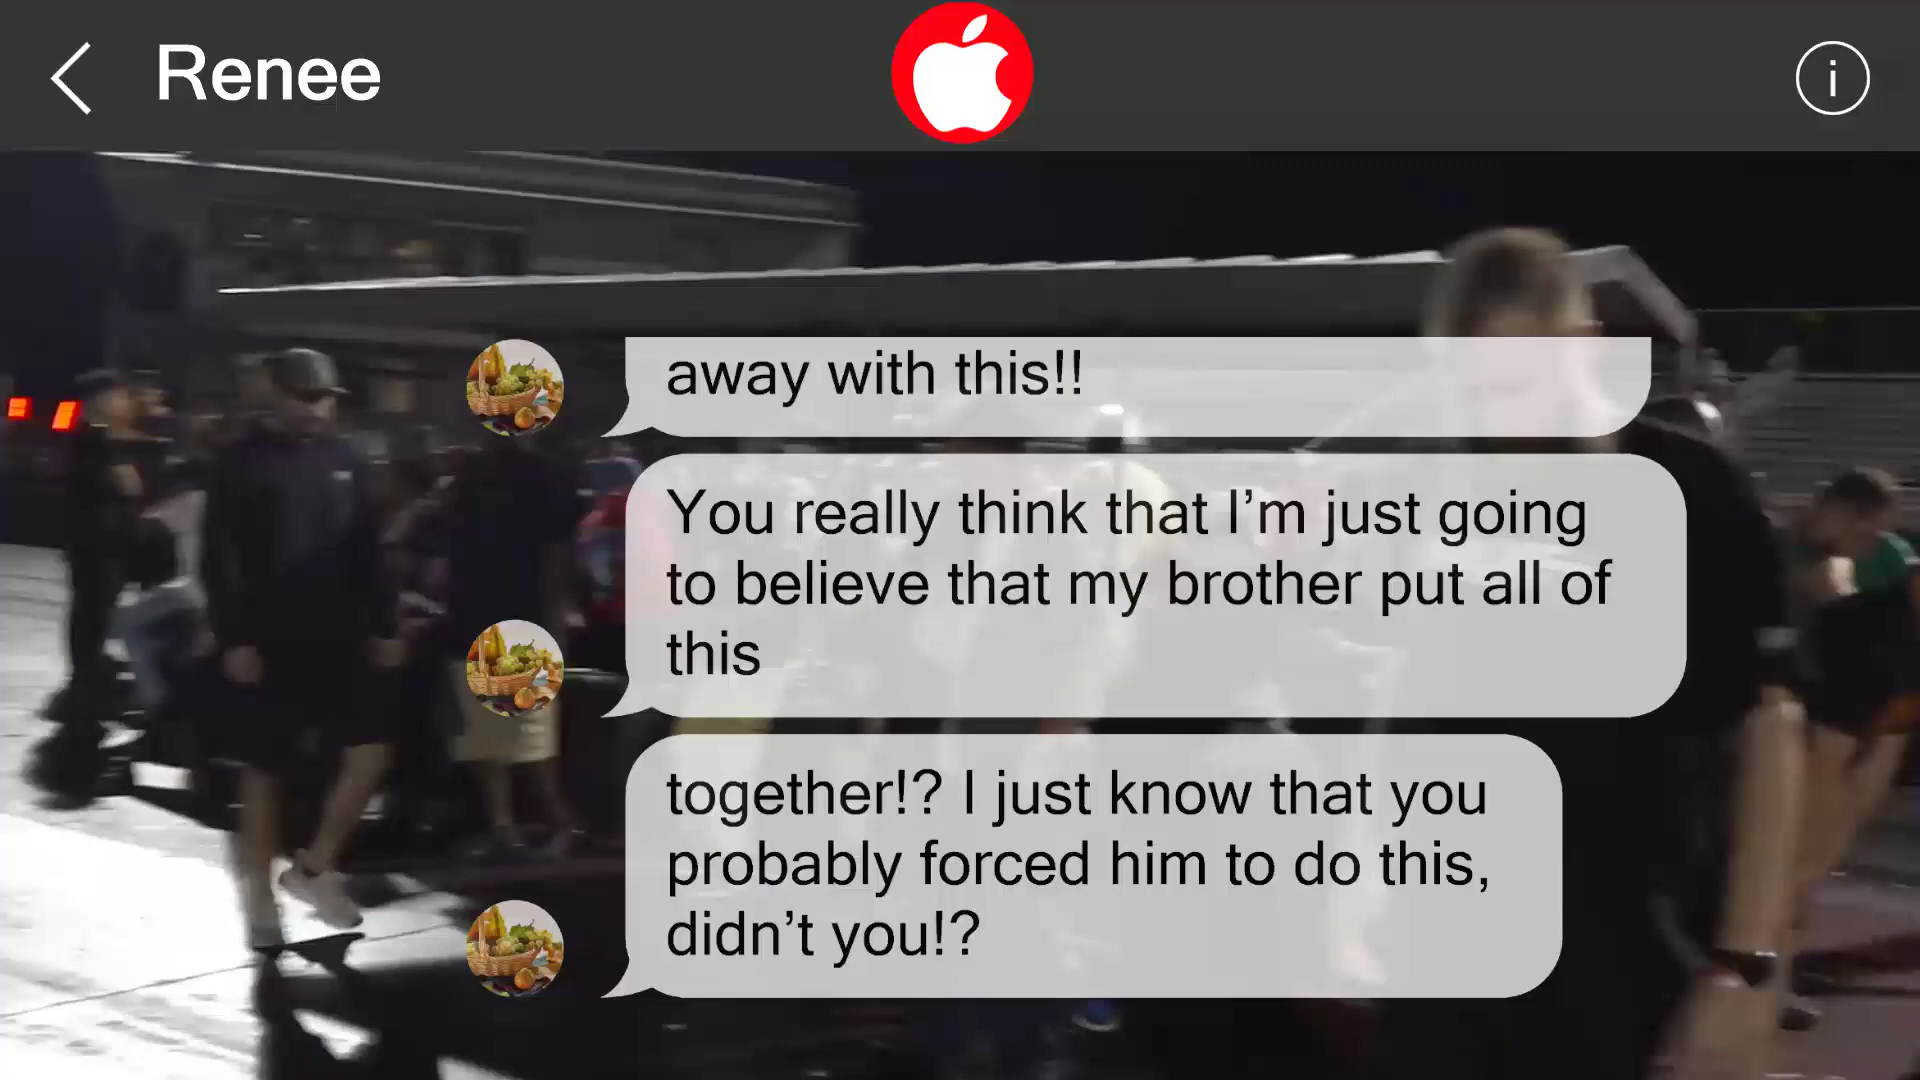 Renee
i
away with this!!
You really think that I’m just going
to believe that my brother put all of
this
together!? I just know that you
probably forced him to do this,
didn’t you!?